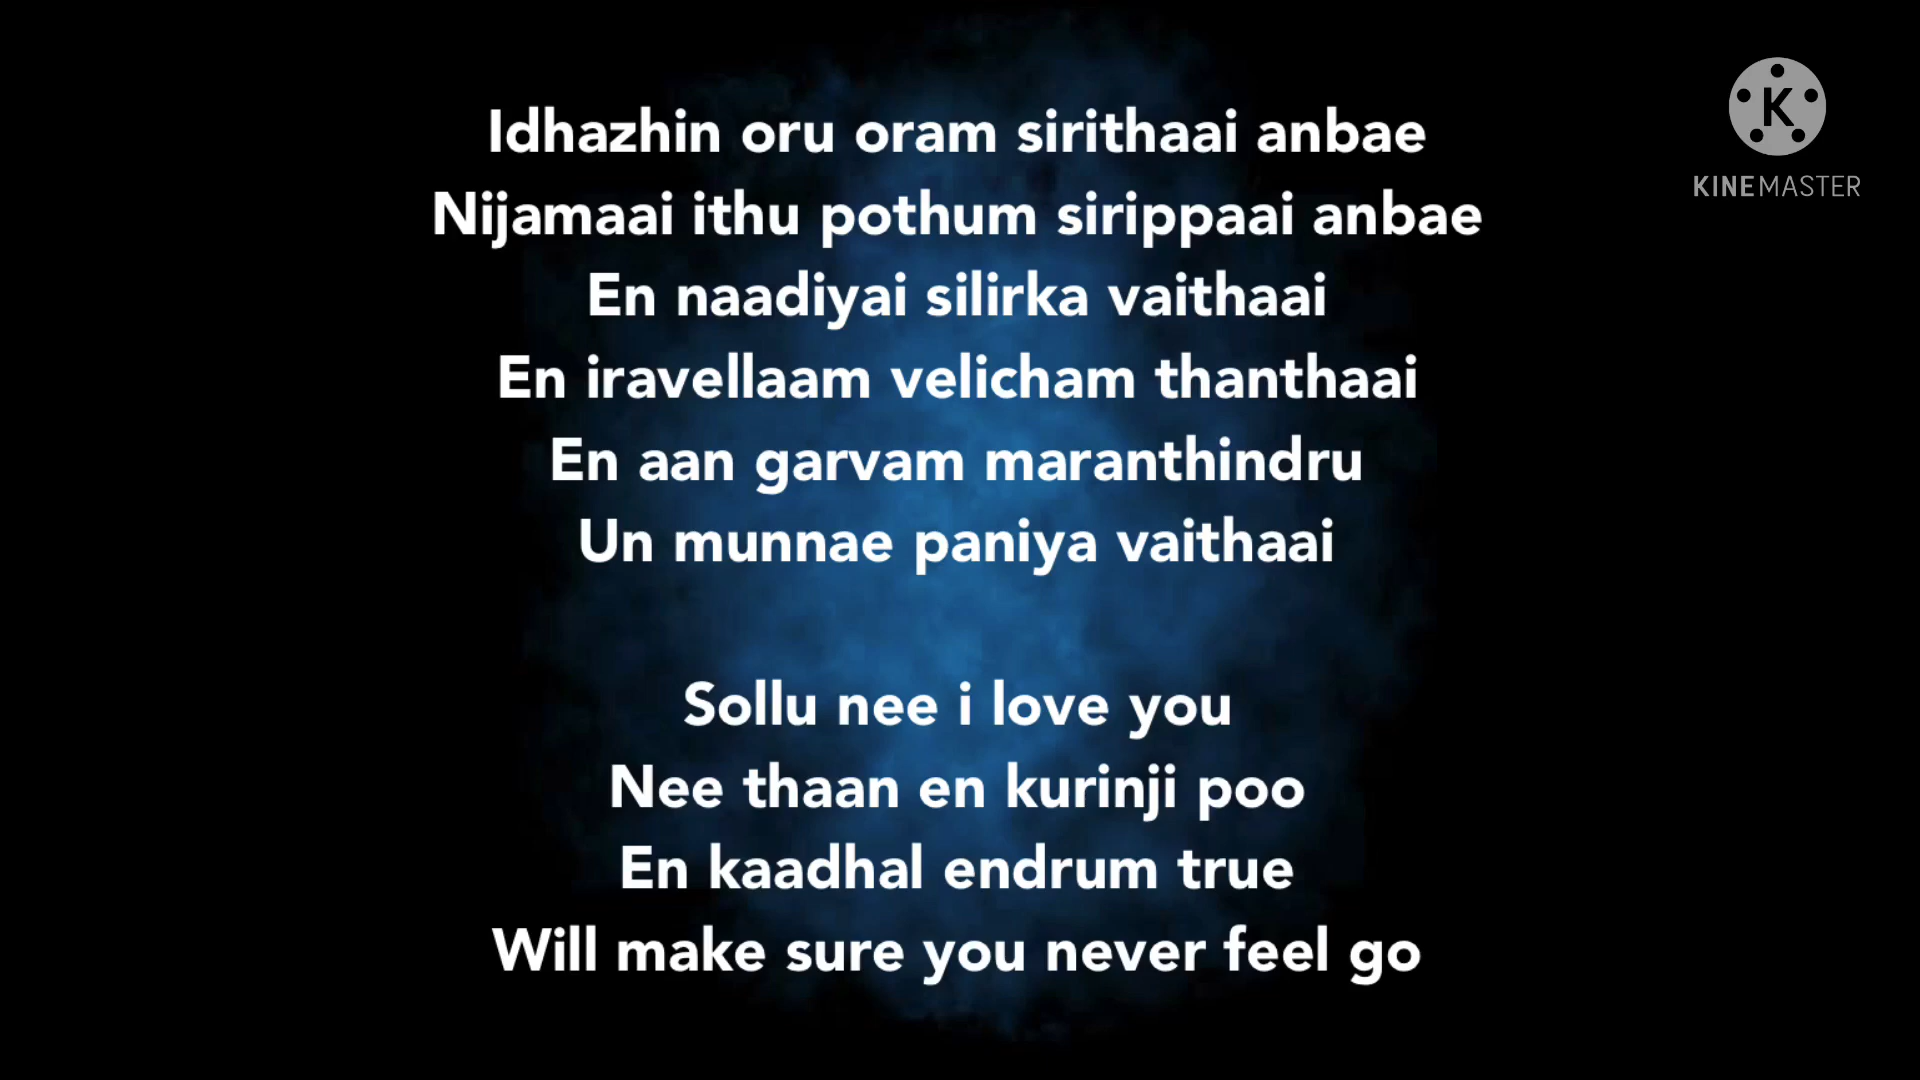 Idhazhin oru oram sirithaai anbae
Nijamaai ithu pothum sirippaai anbae
En naadiyai silirka vaithaai
En iravellaam velicham thanthaai
En aan garvam maranthindru
Un munnae paniya vaithaai
Sollu nee i love you
Nee thaan en kurinji poo
En kaadhal endrum true
Will make sure you never feel go
K
KINEMASTER